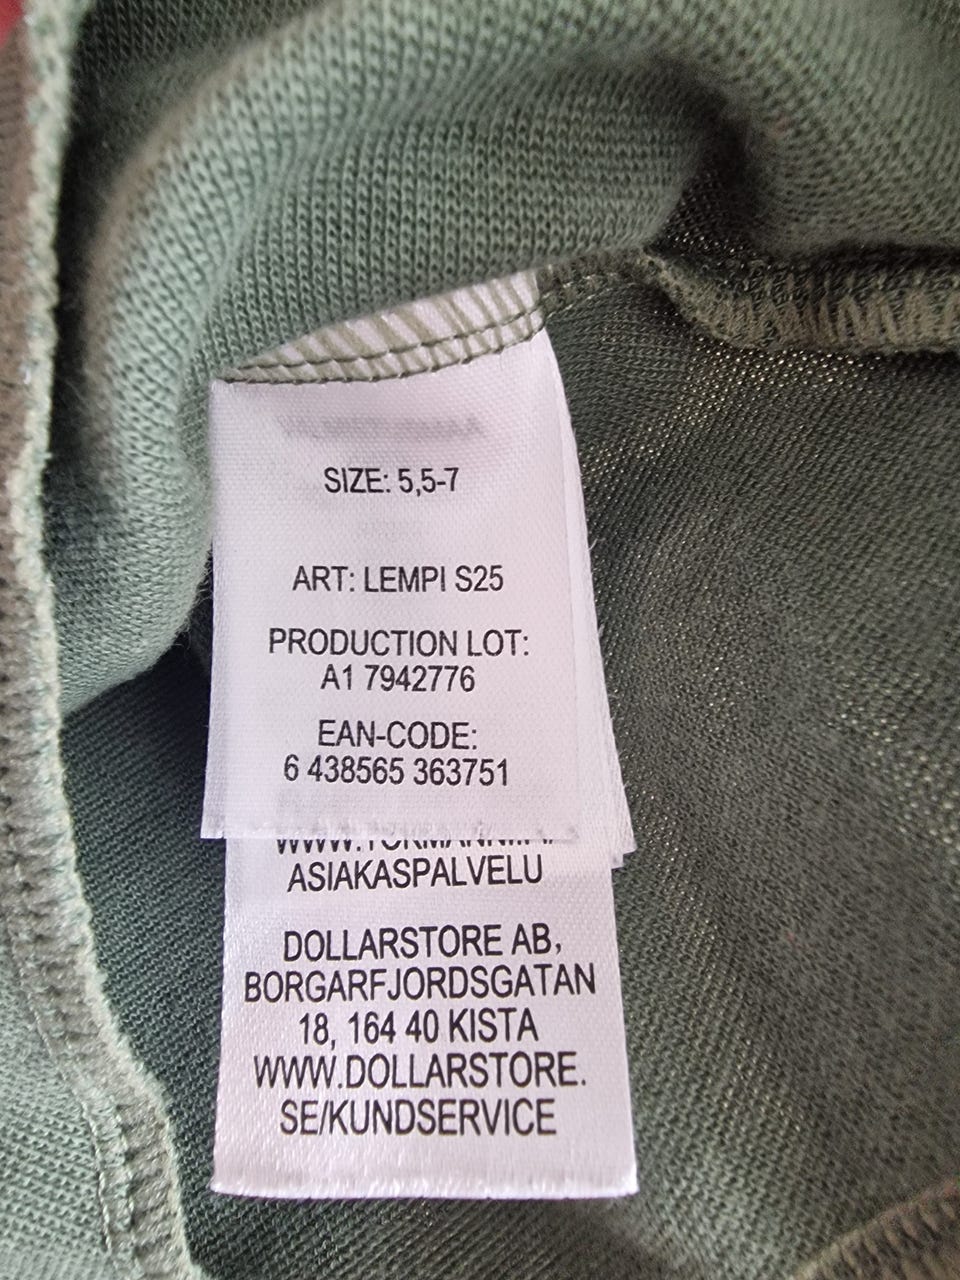 SIZE: 5,5-7
ART: LEMPI S25
PRODUCTION LOT:
A1 7942776
EAN-CODE:
6 438565 363751
ASIAKASPALVELU
DOLLARSTORE AB,
BORGARFJORDSGATAN
18, 164 40 KISTA
WWW.DOLLARSTORE.
SE/KUNDSERVICE